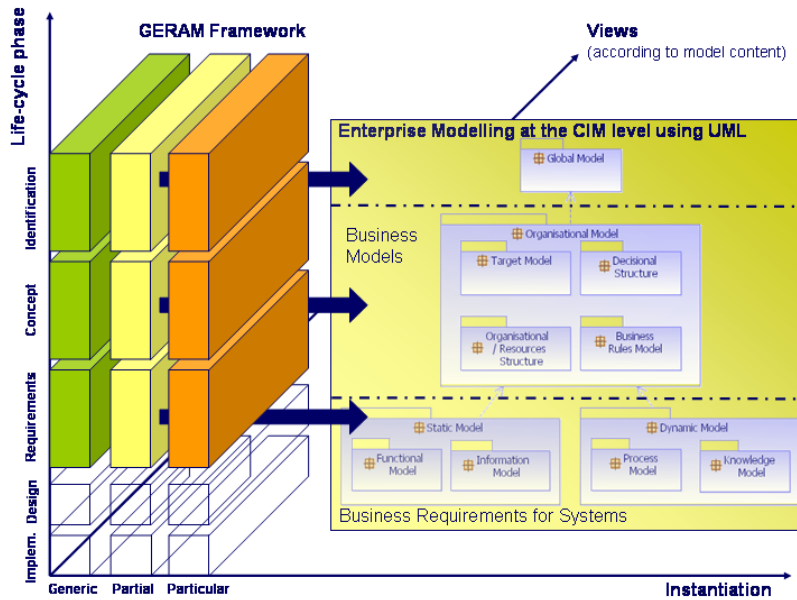 GERAM Framework
Views
(according to model content)
Life-cycle phase
Identification
Concept
Requirements
Design
Implem.
Enterprise Modelling at the CIM level using UML
Global Model
Business
Models
Organisational Model
Target Model
Decisional
Structure
Organisational
/ Resources
Structure
Business
Rules Model
Static Model
Functional
Model
Information
Model
Dynamic Model
Process
Model
Knowledge
Model
Business Requirements for Systems
Generic
Partial
Particular
Instantiation